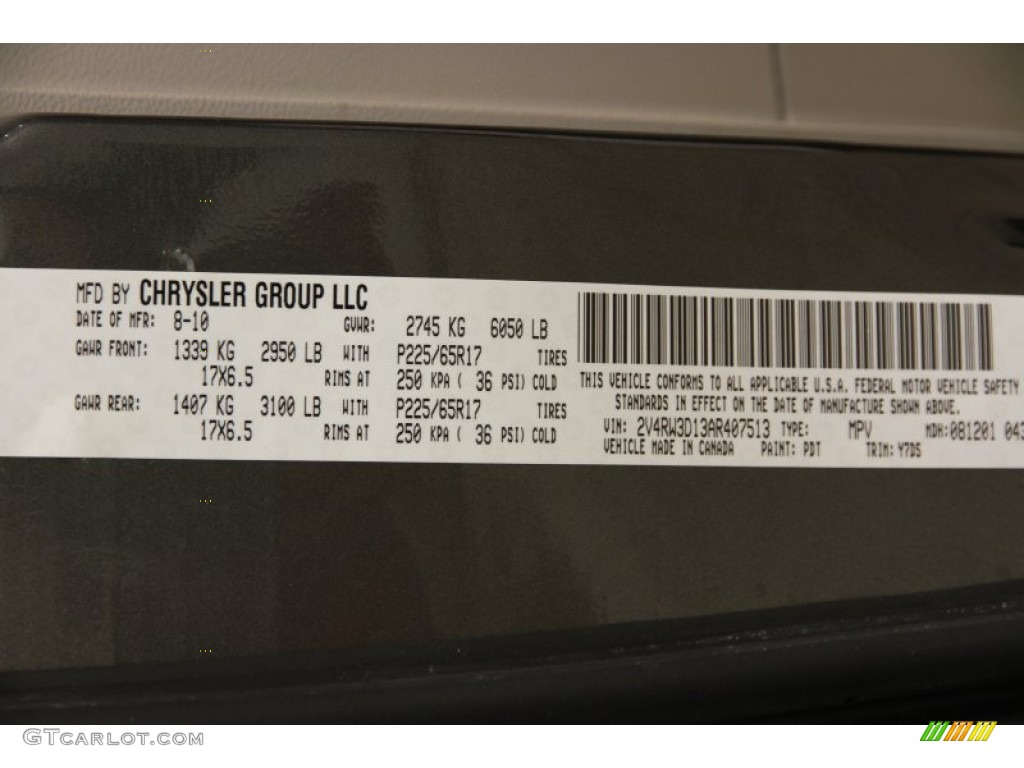 MFD BY CHRYSLER GROUP LLC
DATE OF MFR: 8-10 GVWR: 2745 KG 6050 LB
GAWR FRONT: 1339 KG 2950 LB WITH P225/65R17 TIRES
17X6.5 RIMS AT 250 KPA ( 36 PSI) COLD
GAWR REAR: 1407 KG 3100 LB WITH P225/65R17 TIRES
17X6.5 RIMS AT 250 KPA ( 36 PSI) COLD
THIS VEHICLE CONFORMS TO ALL APPLICABLE U.S.A. FEDERAL MOTOR VEHICLE SAFETY
STANDARDS IN EFFECT ON THE DATE OF MANUFACTURE SHOWN ABOVE.
VIN: 2V4RW3D13AR407513 TYPE: MPV MDH:081201 043
VEHICLE MADE IN CANADA PAINT: PDT TRIM: Y7DS
GTCARLOT.COM